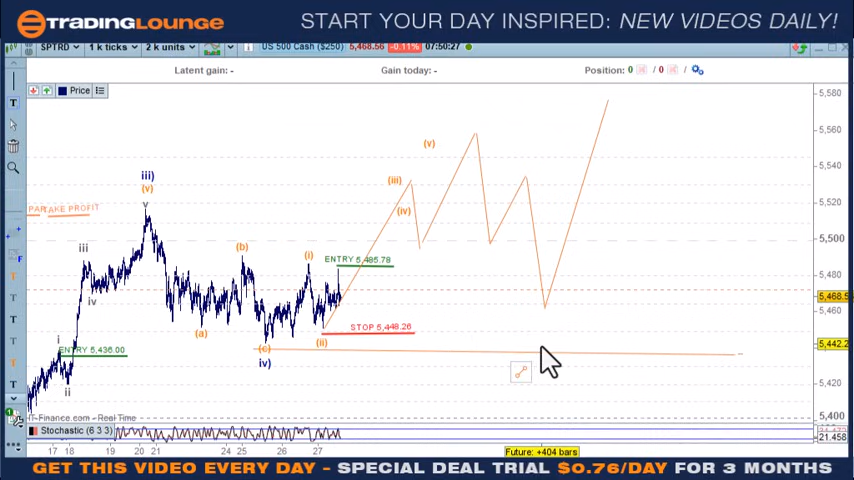 TRADINGLOUNGE
START YOUR DAY INSPIRED: NEW VIDEOS DAILY!
SPTRD 1 k ticks 2 k units US 500 Cash ($250) 5,468.56 -0.11% 07:50:27
Latent gain: - Gain today: - Position: 0 / 0 /
Price
5,580
5,560
5,540
5,520
5,500
5,480
5,468.5
5,460
5,442.2
5,420
5,400
21.458
iii)
(v)
v
TAKE PROFIT
iii
iv
i
ENTRY 5,436.00
ii
(a)
(b)
(c)
iv)
(i)
(ii)
ENTRY 5,485.78
STOP 5,448.26
(iii)
(iv)
(v)
IT-Finance.com - Real Time
Stochastic (6 3 3)
17 18 19 20 21 24 25 26 27
Future: +404 bars
GET THIS VIDEO EVERY DAY - SPECIAL DEAL TRIAL $0.76/DAY FOR 3 MONTHS